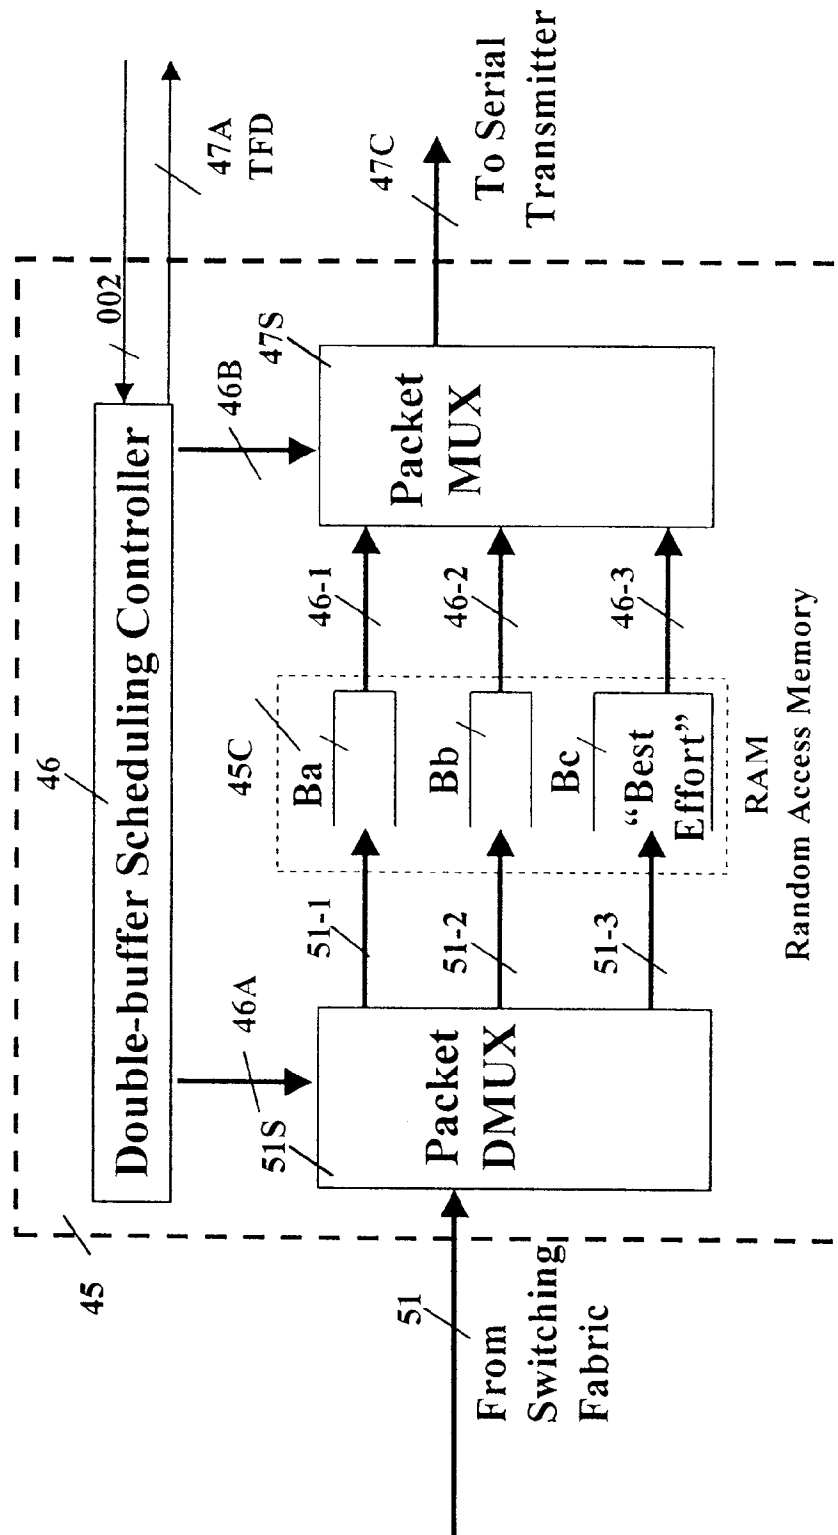 45
46
Double-buffer Scheduling Controller
002
47A
TFD
46A
46B
51
From
Switching
Fabric
51S
Packet
DMUX
51-1
51-2
51-3
45C
Ba
Bb
Bc
“Best
Effort”
RAM
Random Access Memory
46-1
46-2
46-3
47S
Packet
MUX
47C
To Serial
Transmitter